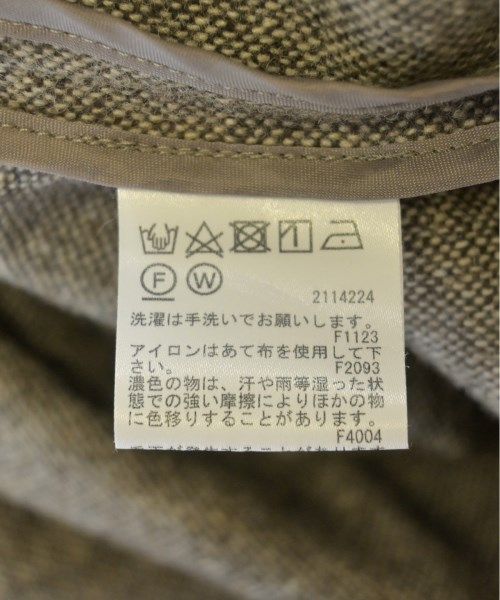 F W
2114224
洗濯は手洗いでお願いします。
F1123
アイロンはあて布を使用して下
さい。
F2093
濃色の物は、汗や雨等湿った状
態での強い摩擦によりほかの物
に色移りすることがあります。
F4004